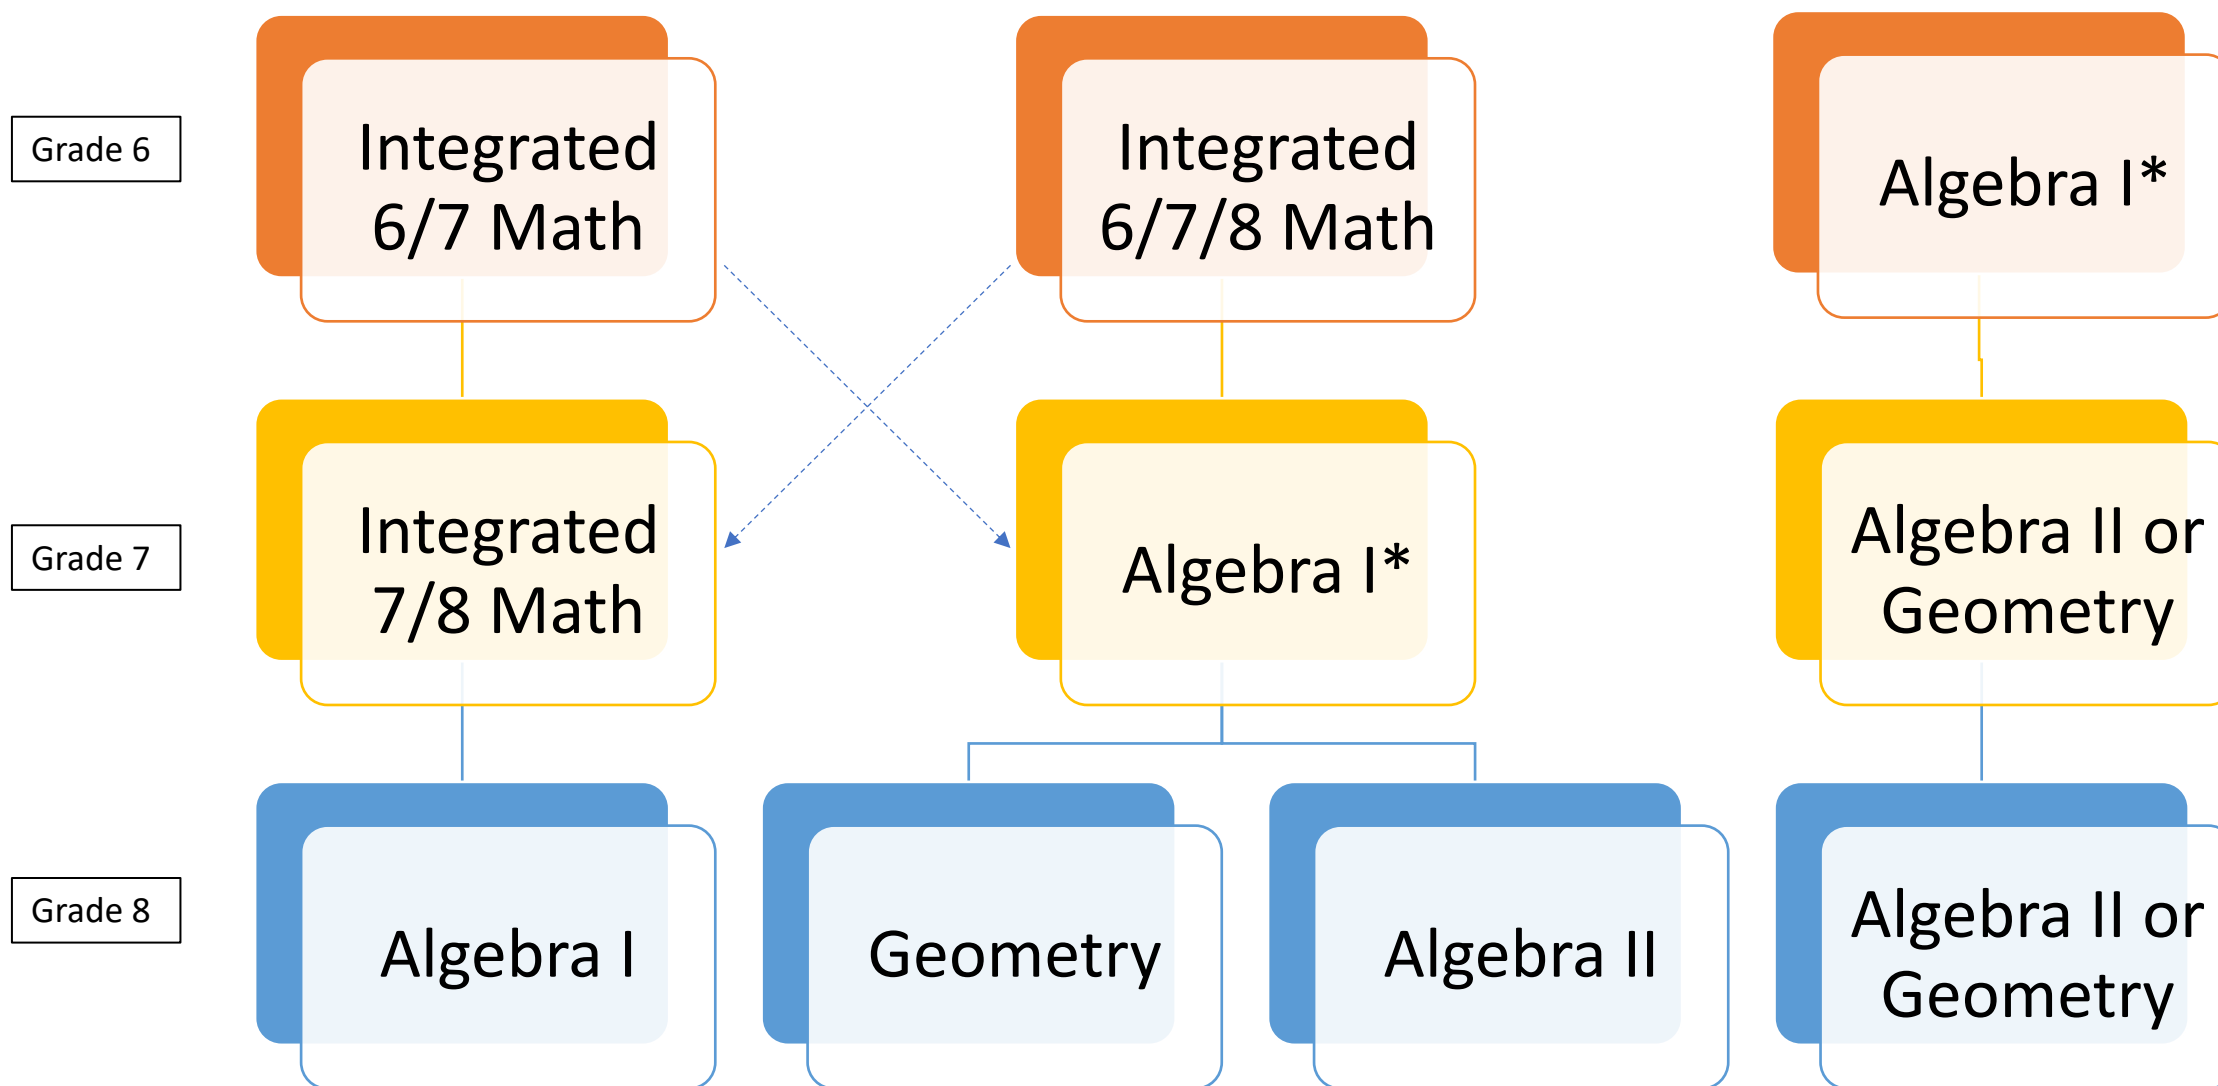 Grade 6
Integrated
6/7 Math
Integrated
6/7/8 Math
Algebra I*
Grade 7
Integrated
7/8 Math
Algebra I*
Algebra II or
Geometry
Grade 8
Algebra I
Geometry
Algebra II
Algebra II or
Geometry